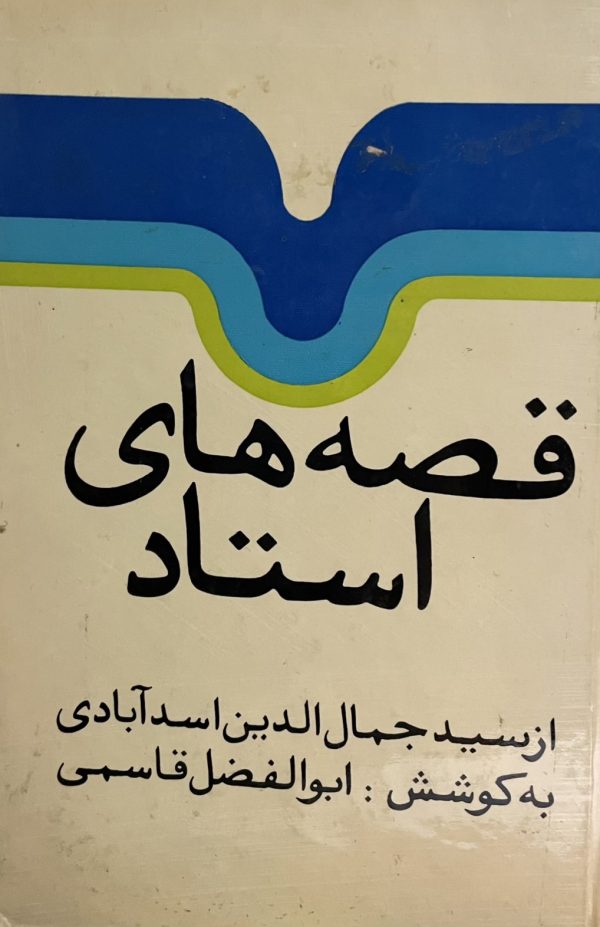 قصه های
استاد
از سید جمال الدین اسدآبادی
به کوشش : ابوالفضل قاسمی